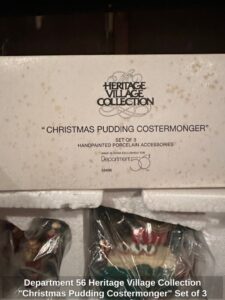 HERITAGE
VILLAGE
COLLECTION
"CHRISTMAS PUDDING COSTERMONGER"
SET OF 3
HANDPAINTED PORCELAIN ACCESSORIES
Department 56
Department 56 Heritage Village Collection
"Christmas Pudding Costermonger" Set of 3